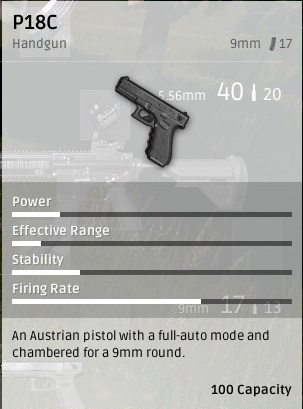 P18C
Handgun 9mm 17
5.56mm 40 20
Power
Effective Range
Stability
Firing Rate
9mm 17 13
An Austrian pistol with a full-auto mode and
chambered for a 9mm round.
100 Capacity